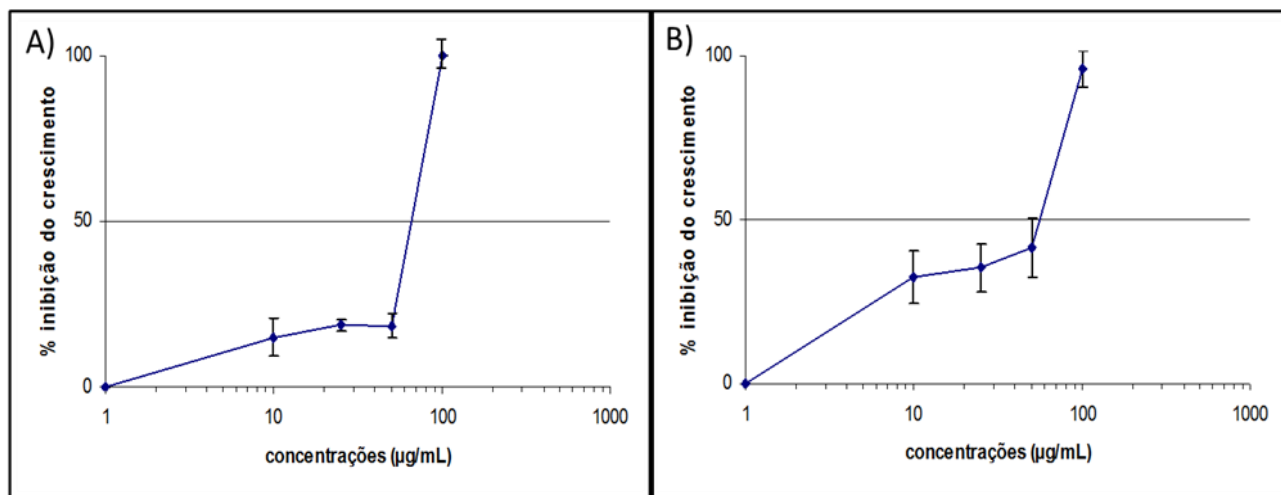 A)
% inibição do crescimento
100
50
0
1
10
100
1000
concentrações (µg/mL)
B)
% inibição do crescimento
100
50
0
1
10
100
1000
concentrações (µg/mL)